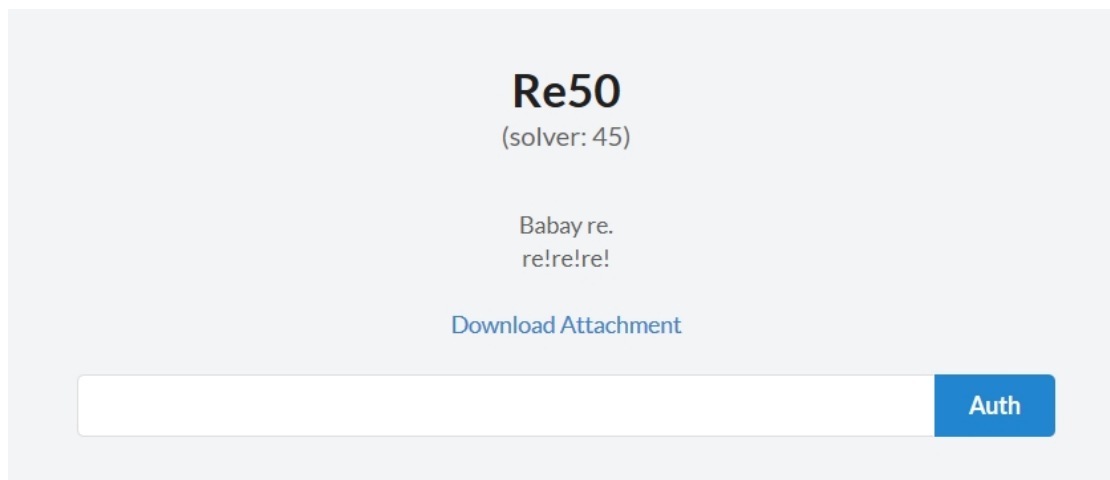 Re50
(solver: 45)
Babay re.
re!re!re!
Download Attachment
Auth